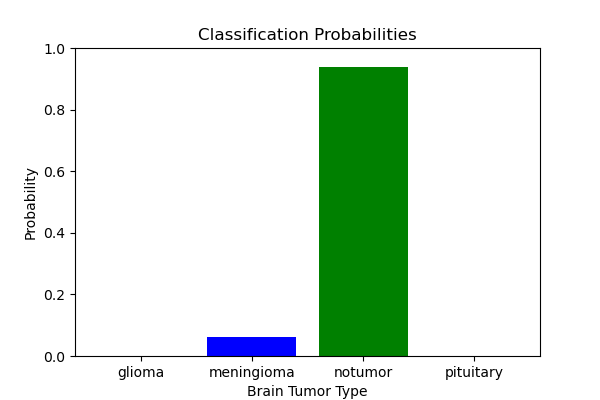 Classification Probabilities
1.0
0.8
0.6
0.4
0.2
0.0
Probability
glioma meningioma notumor pituitary
Brain Tumor Type